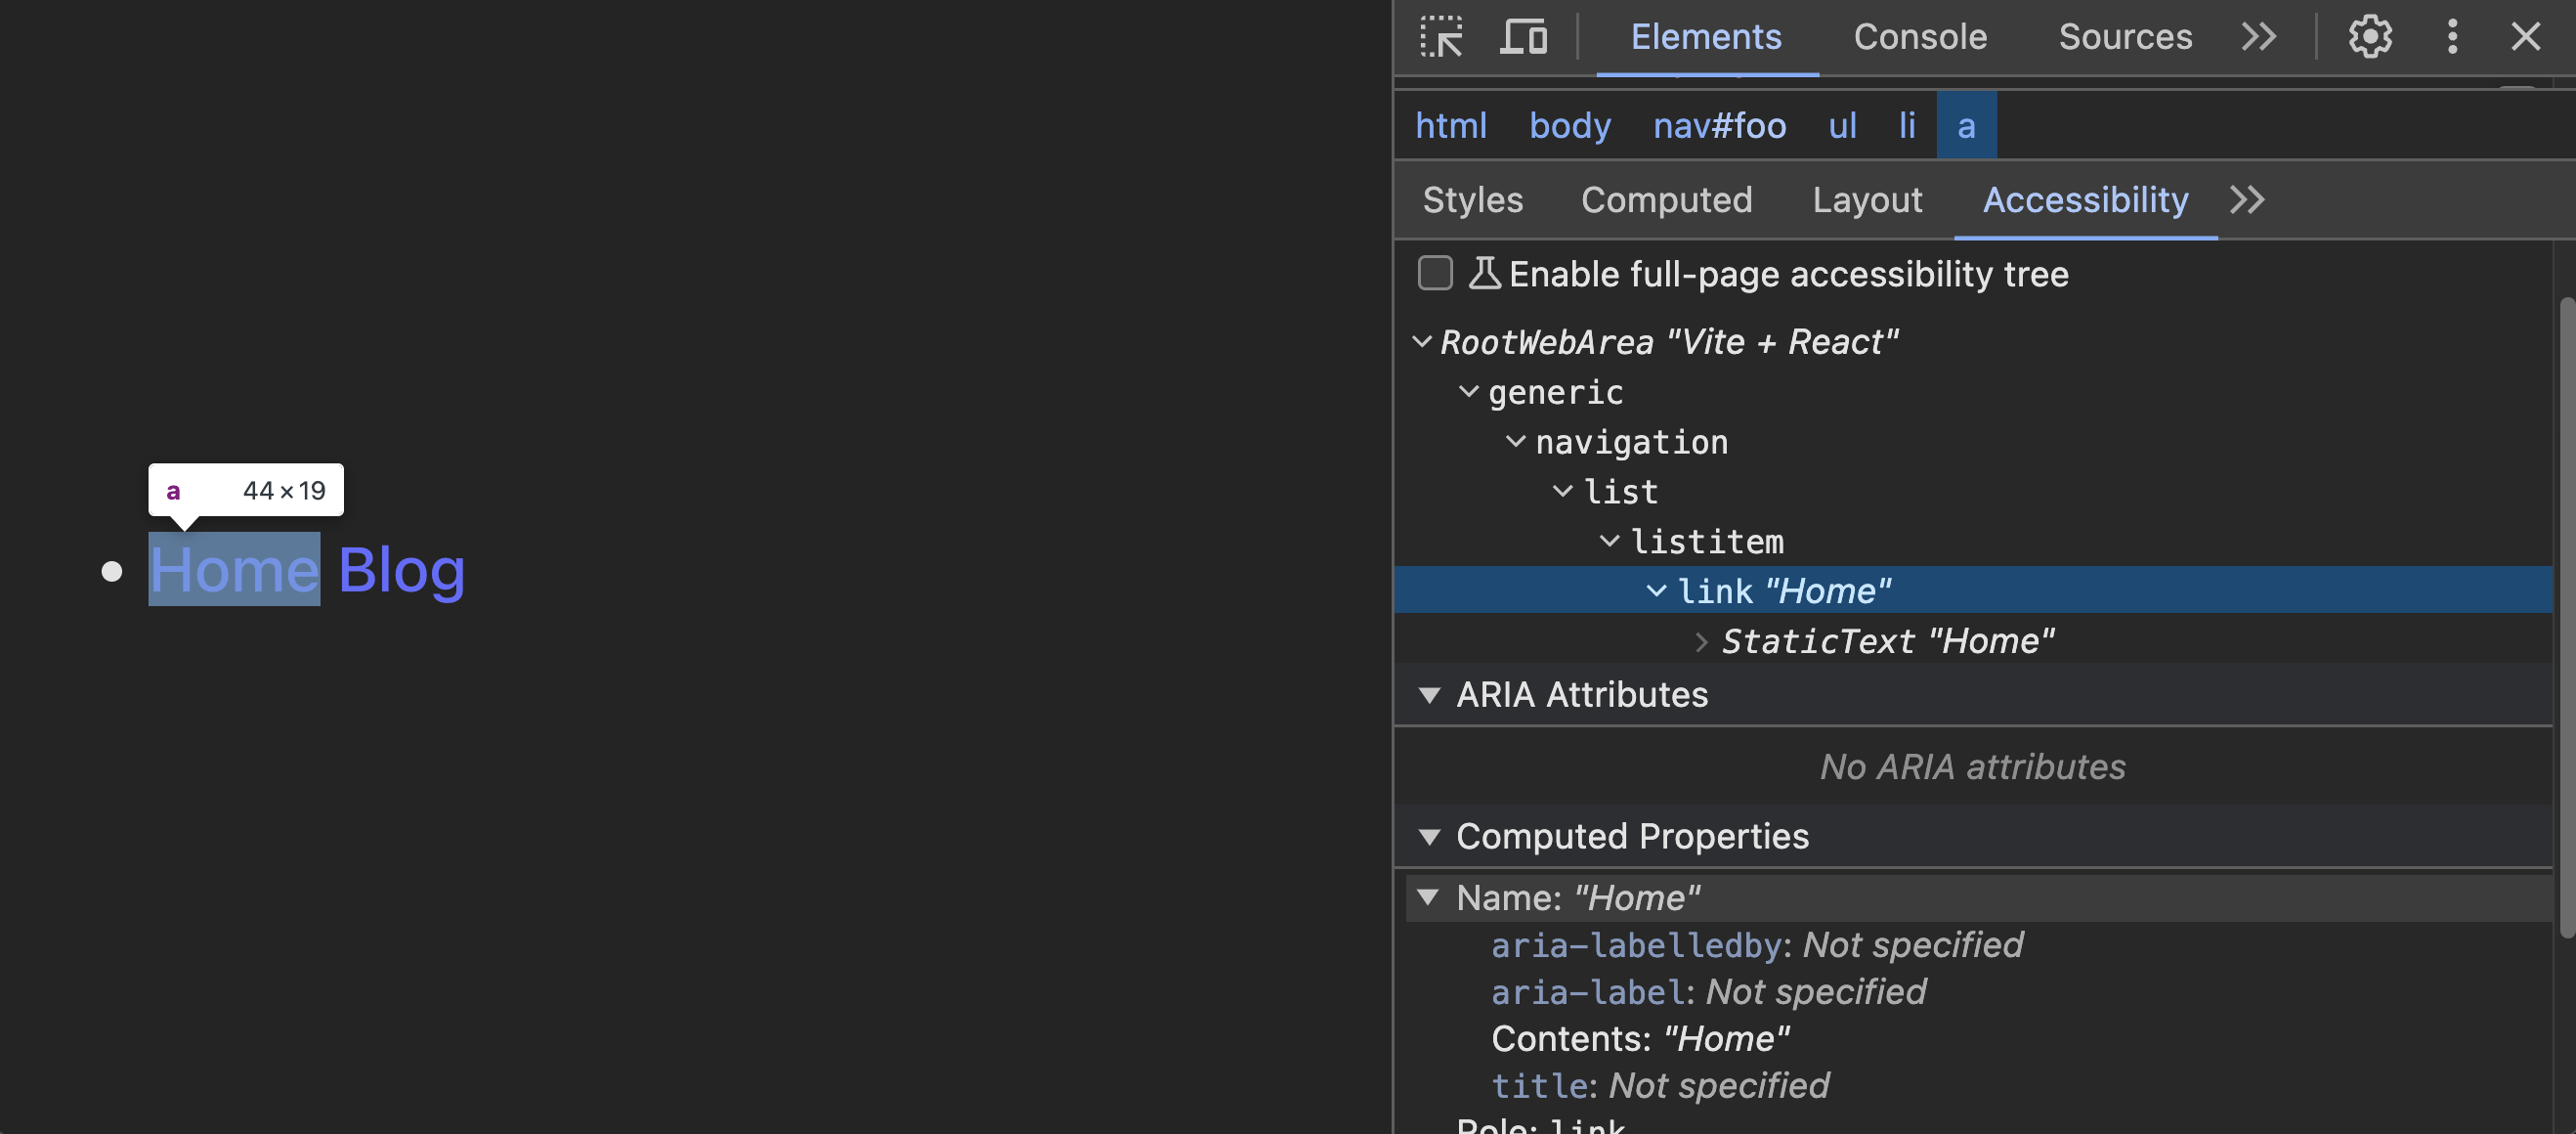 a 44 × 19
Home Blog
Elements Console Sources
html body nav#foo ul li a
Styles Computed Layout Accessibility
Enable full-page accessibility tree
RootWebArea "Vite + React"
generic
navigation
list
listitem
link "Home"
StaticText "Home"
ARIA Attributes
No ARIA attributes
Computed Properties
Name: "Home"
aria-labelledby: Not specified
aria-label: Not specified
Contents: "Home"
title: Not specified
Role: link